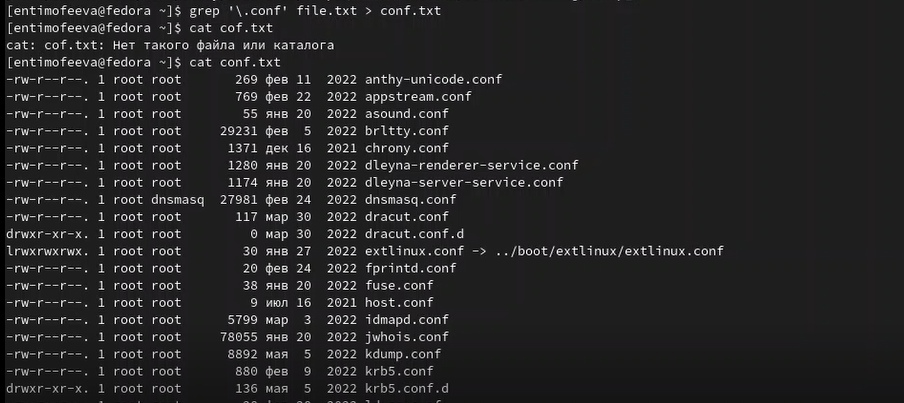 [entimofeeva@fedora ~]$ grep '\.conf' file.txt > conf.txt
[entimofeeva@fedora ~]$ cat cof.txt
cat: cof.txt: Нет такого файла или каталога
[entimofeeva@fedora ~]$ cat conf.txt
-rw-r--r--. 1 root root 269 фев 11 2022 anthy-unicode.conf
-rw-r--r--. 1 root root 769 фев 22 2022 appstream.conf
-rw-r--r--. 1 root root 55 янв 20 2022 asound.conf
-rw-r--r--. 1 root root 29231 фев 5 2022 brltty.conf
-rw-r--r--. 1 root root 1371 дек 16 2021 chrony.conf
-rw-r--r--. 1 root root 1280 янв 20 2022 dleyna-renderer-service.conf
-rw-r--r--. 1 root root 1174 янв 20 2022 dleyna-server-service.conf
-rw-r--r--. 1 root dnsmasq 27981 фев 24 2022 dnsmasq.conf
-rw-r--r--. 1 root root 117 мар 30 2022 dracut.conf
drwxr-xr-x. 1 root root 0 мар 30 2022 dracut.conf.d
lrwxrwxrwx. 1 root root 30 янв 27 2022 extlinux.conf -> ../boot/extlinux/extlinux.conf
-rw-r--r--. 1 root root 20 фев 24 2022 fprintd.conf
-rw-r--r--. 1 root root 38 янв 20 2022 fuse.conf
-rw-r--r--. 1 root root 9 июл 16 2021 host.conf
-rw-r--r--. 1 root root 5799 мар 3 2022 idmapd.conf
-rw-r--r--. 1 root root 78055 янв 20 2022 jwhois.conf
-rw-r--r--. 1 root root 8892 мая 5 2022 kdump.conf
-rw-r--r--. 1 root root 880 фев 9 2022 krb5.conf
drwxr-xr-x. 1 root root 136 мая 5 2022 krb5.conf.d